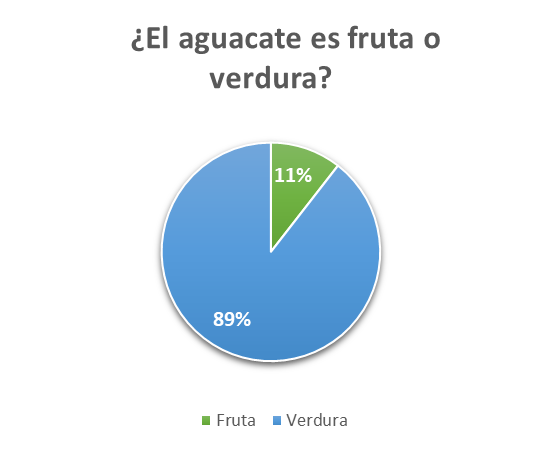 ¿El aguacate es fruta o
verdura?
11%
89%
Fruta Verdura